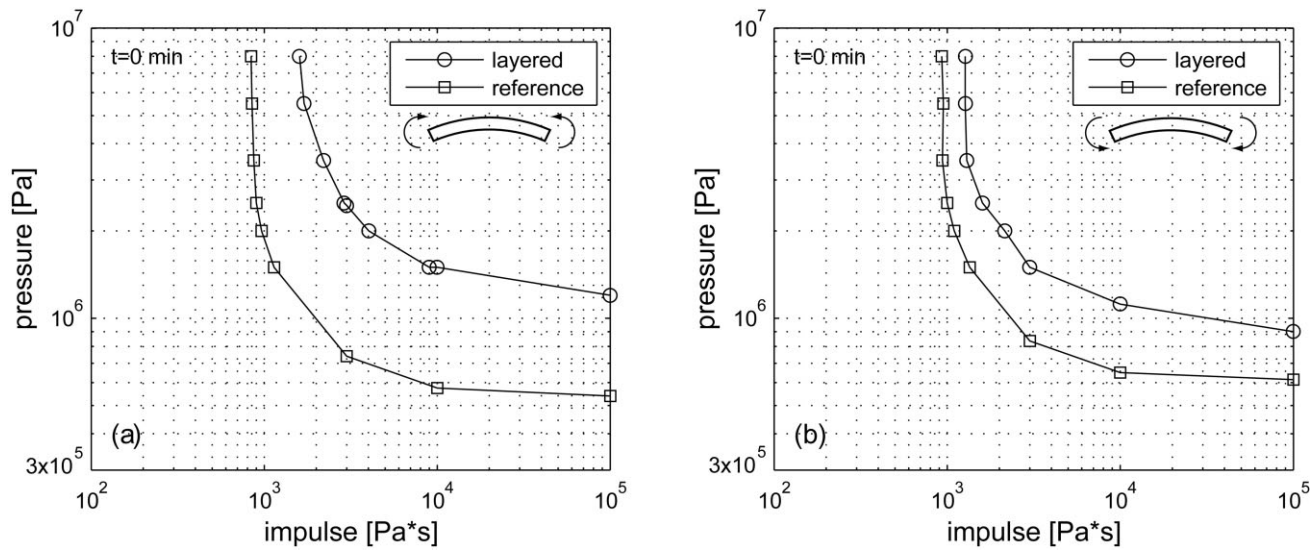 10^7
t=0 min
layered
reference
pressure [Pa]
10^6
(a)
3x10^5
10^2
10^3
10^4
10^5
impulse [Pa*s]
10^7
t=0 min
layered
reference
pressure [Pa]
10^6
(b)
3x10^5
10^2
10^3
10^4
10^5
impulse [Pa*s]